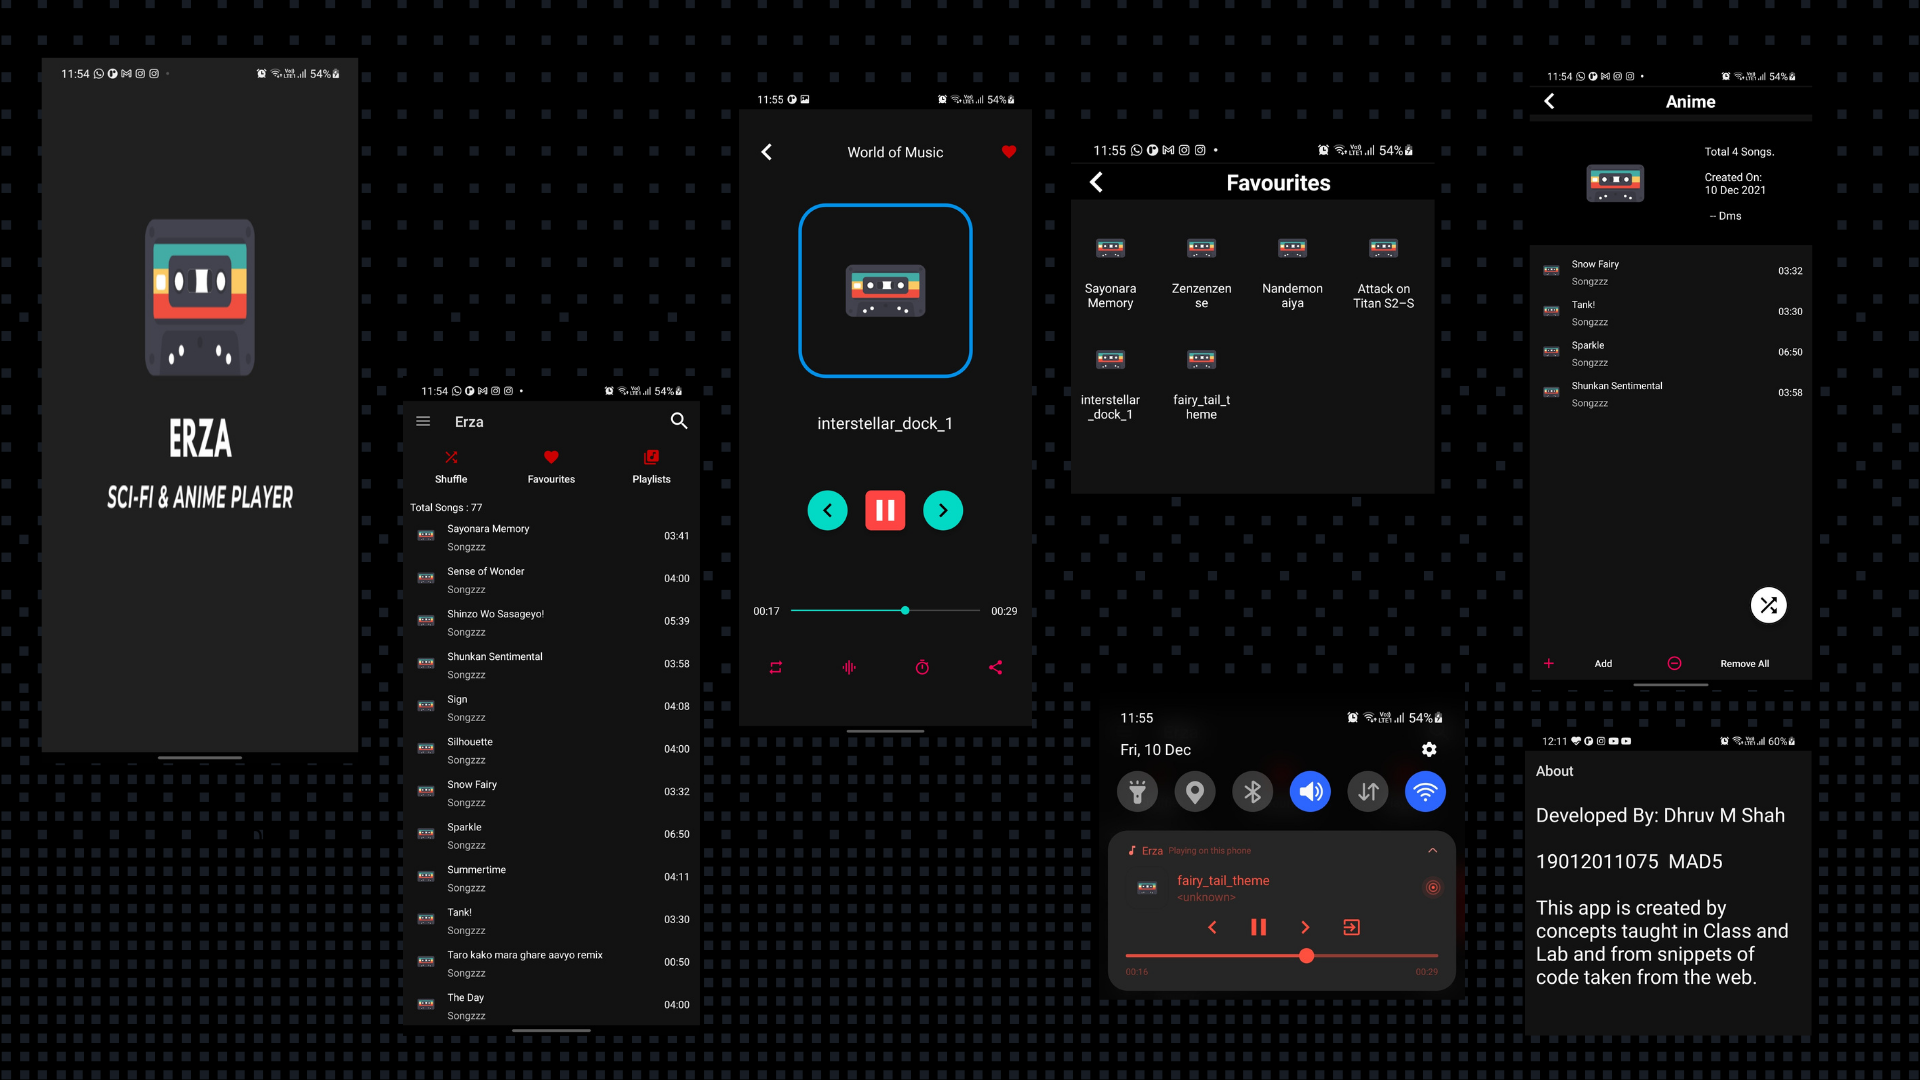 11:54
54%
ERZA
SCI-FI & ANIME PLAYER
11:54
54%
Erza
Shuffle Favourites Playlists
Total Songs : 77
Sayonara Memory
Songzzz
03:41
Sense of Wonder
Songzzz
04:00
Shinzo Wo Sasageyo!
Songzzz
05:39
Shunkan Sentimental
Songzzz
03:58
Sign
Songzzz
04:08
Silhouette
Songzzz
04:00
Snow Fairy
Songzzz
03:32
Sparkle
Songzzz
06:50
Summertime
Songzzz
04:11
Tank!
Songzzz
03:30
Taro kako mara ghare aavyo remix
Songzzz
00:50
The Day
Songzzz
04:00
11:55
54%
World of Music
interstellar_dock_1
00:17 00:29
11:55
54%
Favourites
Sayonara
Memory
Zenzenzen
se
Nandemon
aiya
Attack on
Titan S2–S
interstellar
_dock_1
fairy_tail_t
heme
11:55
54%
Fri, 10 Dec
Erza Playing on this phone
fairy_tail_theme
<unknown>
00:16 00:29
11:54
54%
Anime
Total 4 Songs.
Created On:
10 Dec 2021
-- Dms
Snow Fairy
Songzzz
03:32
Tank!
Songzzz
03:30
Sparkle
Songzzz
06:50
Shunkan Sentimental
Songzzz
03:58
Add Remove All
12:11
60%
About
Developed By: Dhruv M Shah
19012011075 MAD5
This app is created by
concepts taught in Class and
Lab and from snippets of
code taken from the web.